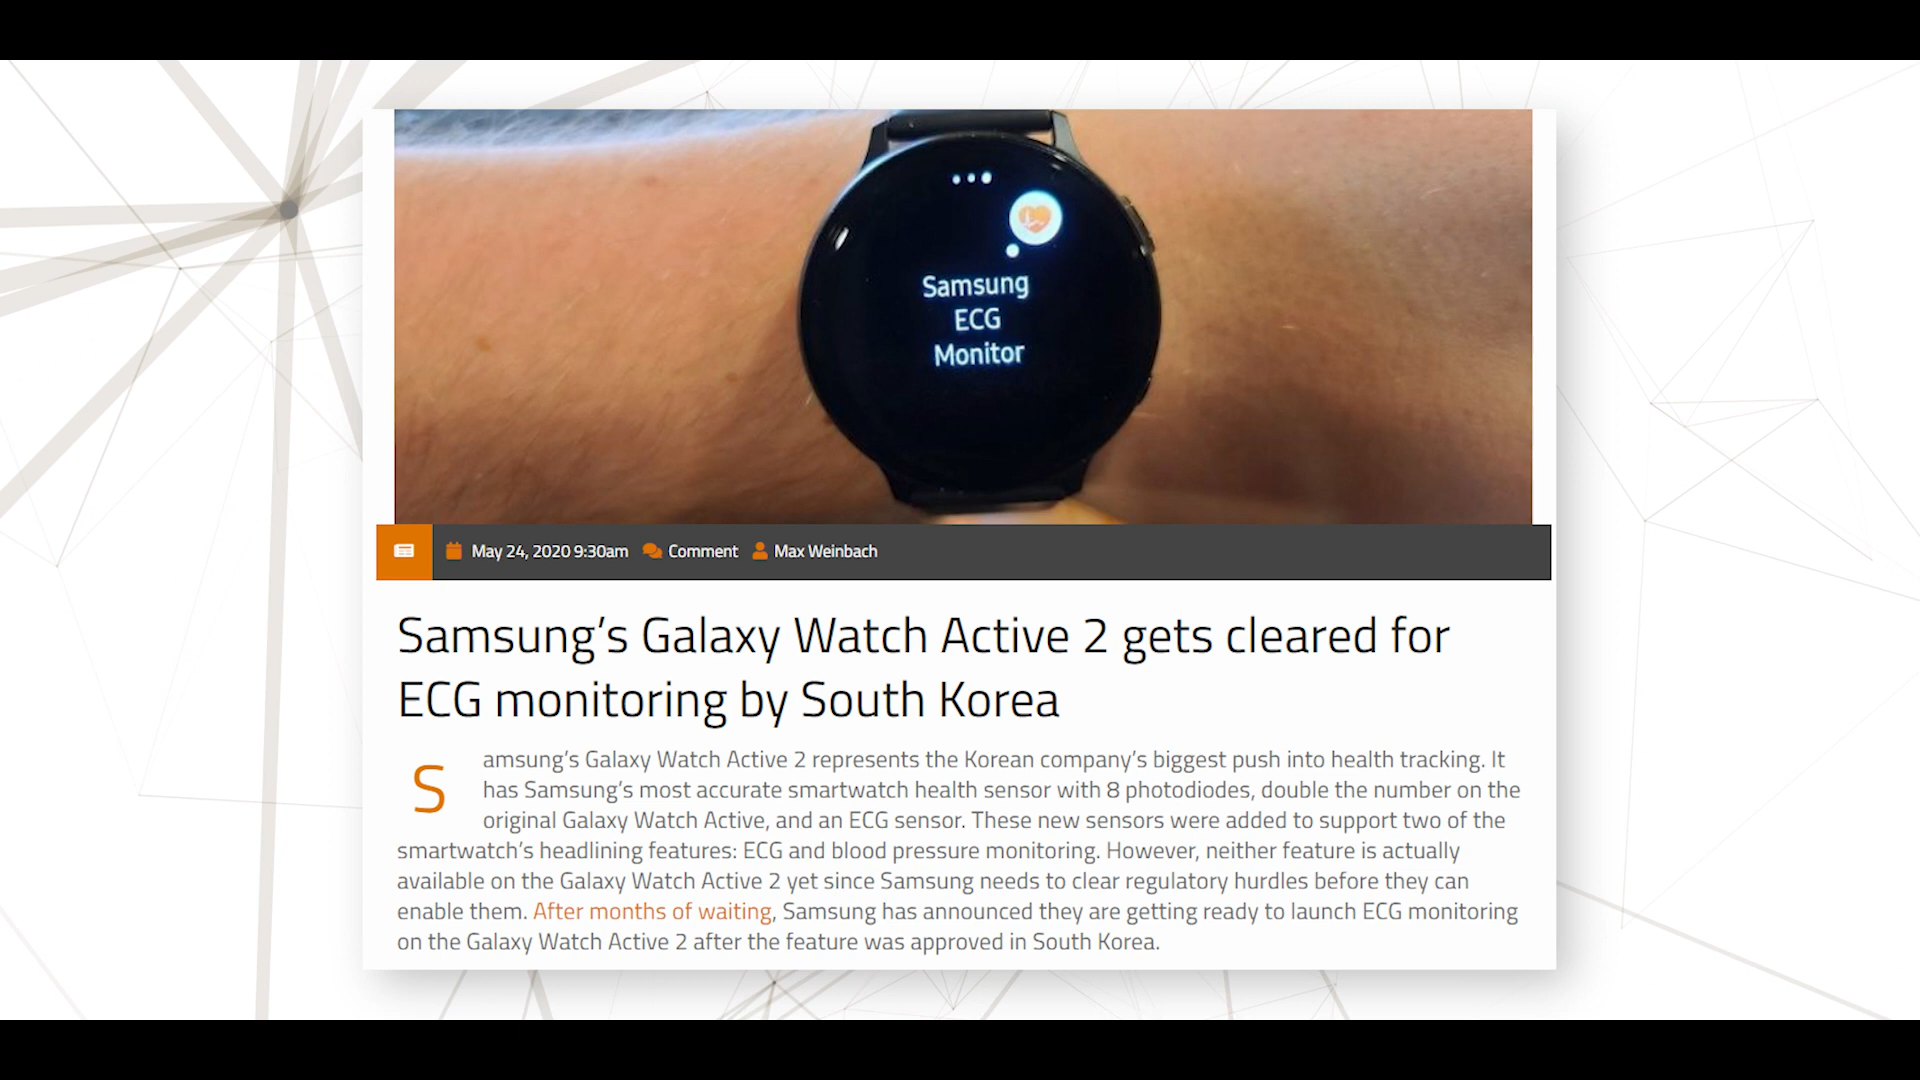 Samsung
ECG
Monitor
May 24, 2020 9:30am Comment Max Weinbach
Samsung’s Galaxy Watch Active 2 gets cleared for
ECG monitoring by South Korea
Samsung’s Galaxy Watch Active 2 represents the Korean company’s biggest push into health tracking. It
has Samsung’s most accurate smartwatch health sensor with 8 photodiodes, double the number on the
original Galaxy Watch Active, and an ECG sensor. These new sensors were added to support two of the
smartwatch’s headlining features: ECG and blood pressure monitoring. However, neither feature is actually
available on the Galaxy Watch Active 2 yet since Samsung needs to clear regulatory hurdles before they can
enable them. After months of waiting, Samsung has announced they are getting ready to launch ECG monitoring
on the Galaxy Watch Active 2 after the feature was approved in South Korea.